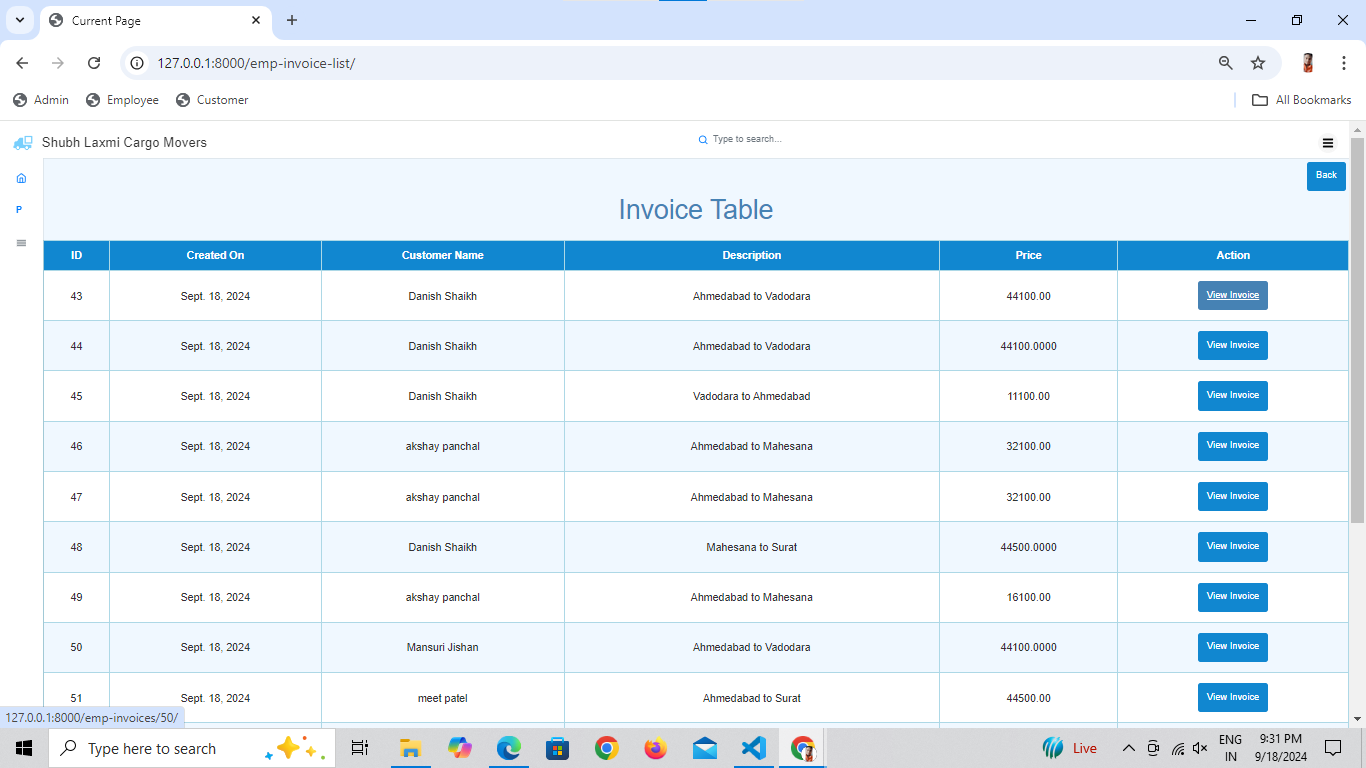 Current Page
127.0.0.1:8000/emp-invoice-list/
Admin Employee Customer All Bookmarks
Shubh Laxmi Cargo Movers Type to search...
Back
P
Invoice Table
ID Created On Customer Name Description Price Action
43 Sept. 18, 2024 Danish Shaikh Ahmedabad to Vadodara 44100.00 View Invoice
44 Sept. 18, 2024 Danish Shaikh Ahmedabad to Vadodara 44100.0000 View Invoice
45 Sept. 18, 2024 Danish Shaikh Vadodara to Ahmedabad 11100.00 View Invoice
46 Sept. 18, 2024 akshay panchal Ahmedabad to Mahesana 32100.00 View Invoice
47 Sept. 18, 2024 akshay panchal Ahmedabad to Mahesana 32100.00 View Invoice
48 Sept. 18, 2024 Danish Shaikh Mahesana to Surat 44500.0000 View Invoice
49 Sept. 18, 2024 akshay panchal Ahmedabad to Mahesana 16100.00 View Invoice
50 Sept. 18, 2024 Mansuri Jishan Ahmedabad to Vadodara 44100.0000 View Invoice
51 Sept. 18, 2024 meet patel Ahmedabad to Surat 44500.00 View Invoice
127.0.0.1:8000/emp-invoices/50/
Type here to search
Live
ENG
IN
9:31 PM
9/18/2024